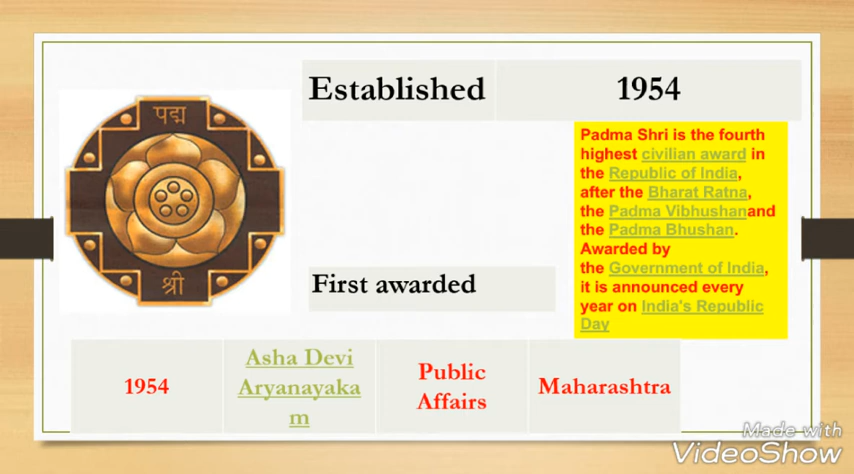 Established 1954
पद्म
श्री
Padma Shri is the fourth
highest civilian award in
the Republic of India,
after the Bharat Ratna,
the Padma Vibhushanand
the Padma Bhushan.
Awarded by
the Government of India,
it is announced every
year on India's Republic
Day
First awarded
1954
Asha Devi
Aryanayaka
m
Public
Affairs
Maharashtra
Made with
VideoShow